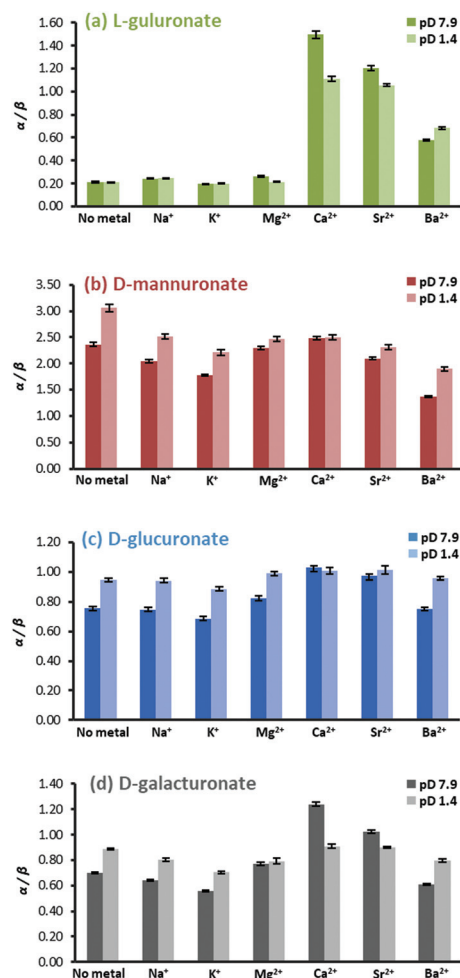 (a) L-guluronate
pD 7.9
pD 1.4
α / β
1.60
1.40
1.20
1.00
0.80
0.60
0.40
0.20
0.00
No metal Na⁺ K⁺ Mg²⁺ Ca²⁺ Sr²⁺ Ba²⁺
(b) D-mannuronate
pD 7.9
pD 1.4
α / β
3.50
3.00
2.50
2.00
1.50
1.00
0.50
0.00
No metal Na⁺ K⁺ Mg²⁺ Ca²⁺ Sr²⁺ Ba²⁺
(c) D-glucuronate
pD 7.9
pD 1.4
α / β
1.20
1.00
0.80
0.60
0.40
0.20
0.00
No metal Na⁺ K⁺ Mg²⁺ Ca²⁺ Sr²⁺ Ba²⁺
(d) D-galacturonate
pD 7.9
pD 1.4
α / β
1.40
1.20
1.00
0.80
0.60
0.40
0.20
0.00
No metal Na⁺ K⁺ Mg²⁺ Ca²⁺ Sr²⁺ Ba²⁺